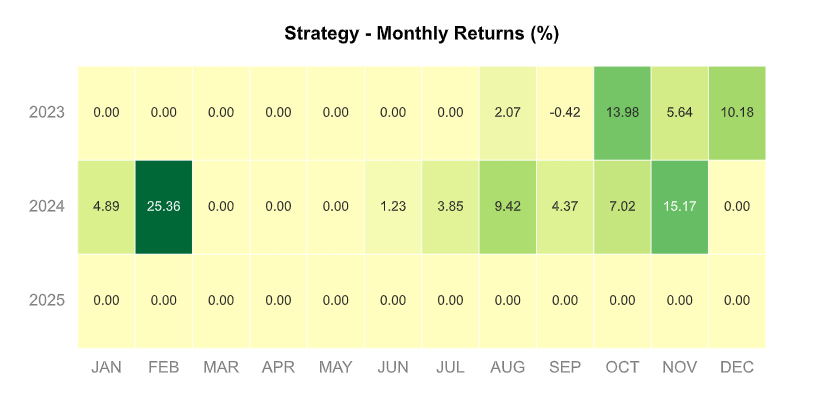 Strategy - Monthly Returns (%)
2023 0.00 0.00 0.00 0.00 0.00 0.00 0.00 2.07 -0.42 13.98 5.64 10.18
2024 4.89 25.36 0.00 0.00 0.00 1.23 3.85 9.42 4.37 7.02 15.17 0.00
2025 0.00 0.00 0.00 0.00 0.00 0.00 0.00 0.00 0.00 0.00 0.00 0.00
JAN FEB MAR APR MAY JUN JUL AUG SEP OCT NOV DEC